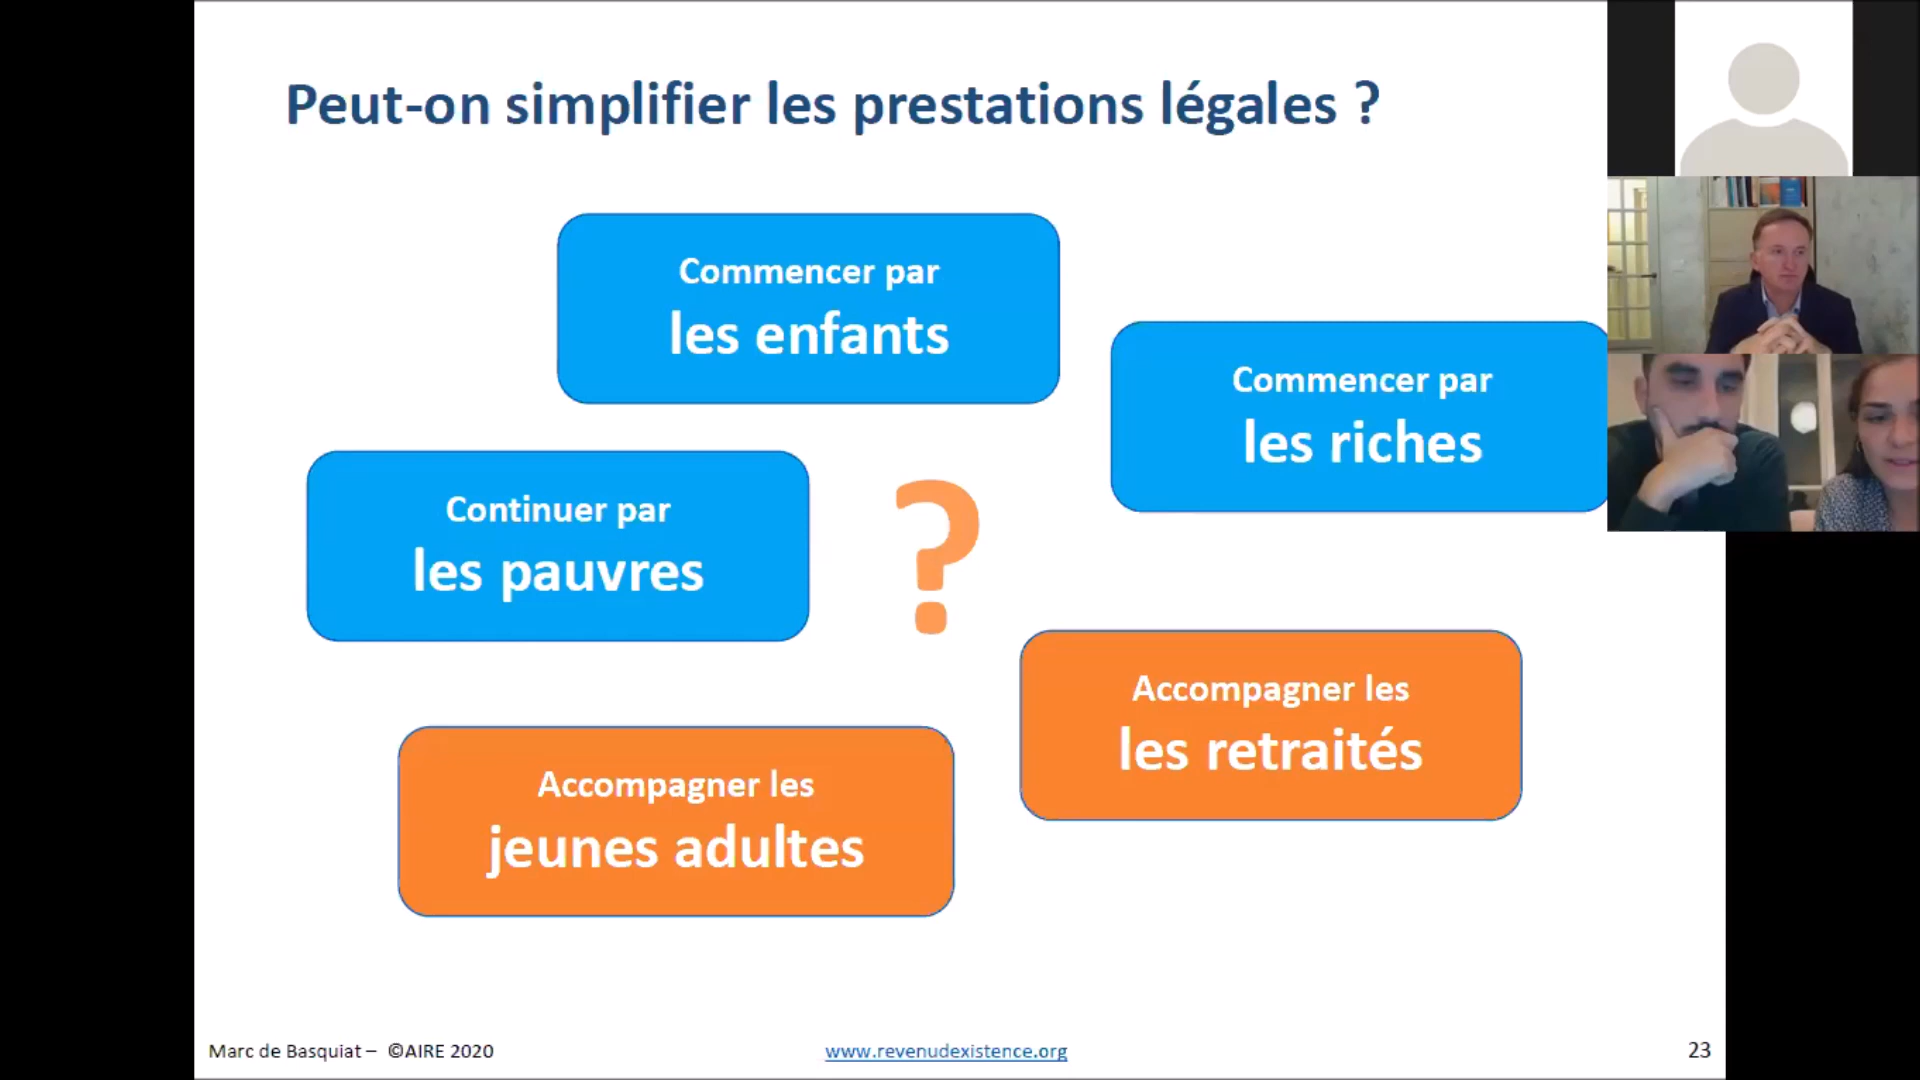 Peut-on simplifier les prestations légales ?
Commencer par
les enfants
Commencer par
les riches
Continuer par
les pauvres
?
Accompagner les
les retraités
Accompagner les
jeunes adultes
Marc de Basquiat – ©AIRE 2020
www.revenudexistence.org
23